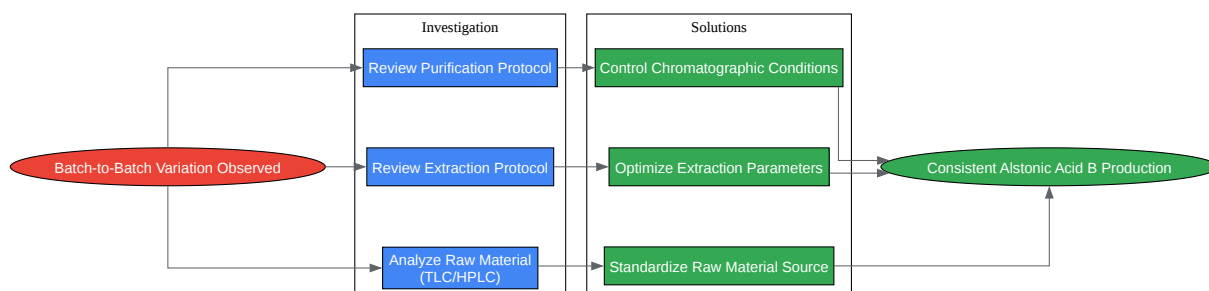 Investigation
Solutions
Review Purification Protocol
Control Chromatographic Conditions
Batch-to-Batch Variation Observed
Review Extraction Protocol
Optimize Extraction Parameters
Consistent Alstonic Acid B Production
Analyze Raw Material
(TLC/HPLC)
Standardize Raw Material Source